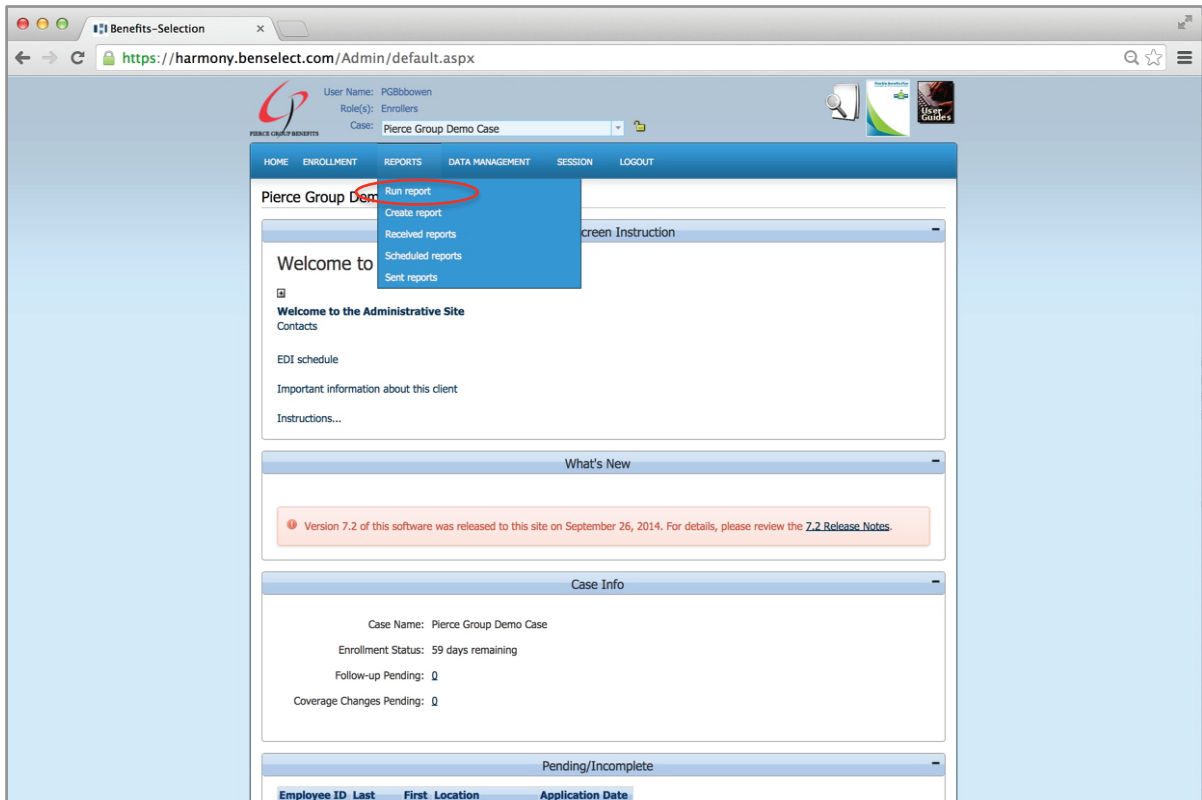 Benefits-Selection
https://harmony.benselect.com/Admin/default.aspx
PIERCE GROUP BENEFITS
User Name: PGBbbowen
Role(s): Enrollers
Case: Pierce Group Demo Case
User Guides
HOME ENROLLMENT REPORTS DATA MANAGEMENT SESSION LOGOUT
Run report
Create report
Received reports
Scheduled reports
Sent reports
Pierce Group Dem
creen Instruction
Welcome to
Welcome to the Administrative Site
Contacts
EDI schedule
Important information about this client
Instructions...
What's New
Version 7.2 of this software was released to this site on September 26, 2014. For details, please review the 7.2 Release Notes.
Case Info
Case Name: Pierce Group Demo Case
Enrollment Status: 59 days remaining
Follow-up Pending: 0
Coverage Changes Pending: 0
Pending/Incomplete
Employee ID Last First Location Application Date